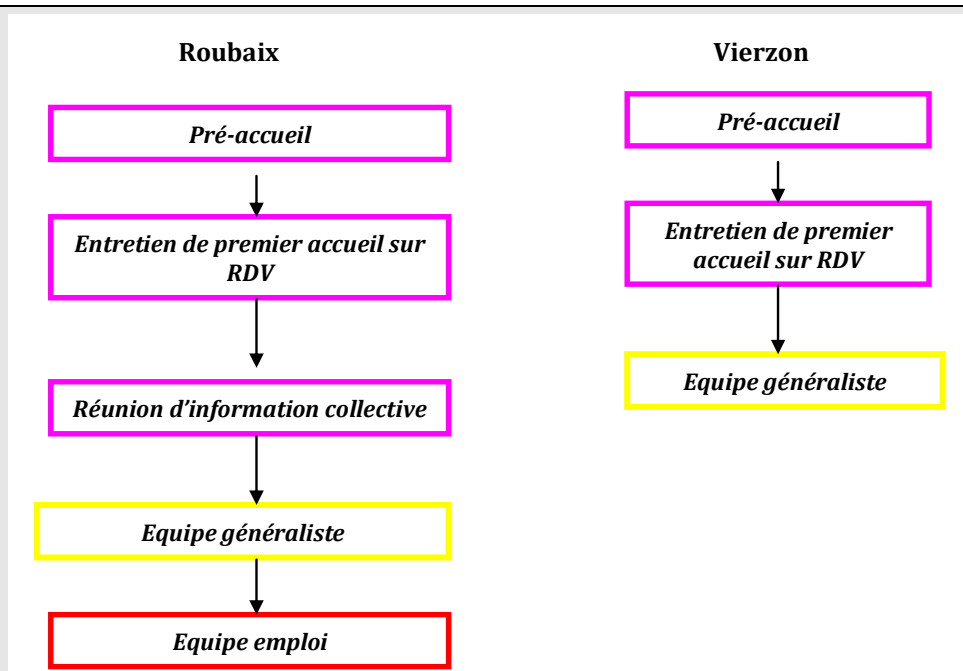 Roubaix
Pré-accueil
Entretien de premier accueil sur
RDV
Réunion d'information collective
Equipe généraliste
Equipe emploi
Vierzon
Pré-accueil
Entretien de premier
accueil sur RDV
Equipe généraliste